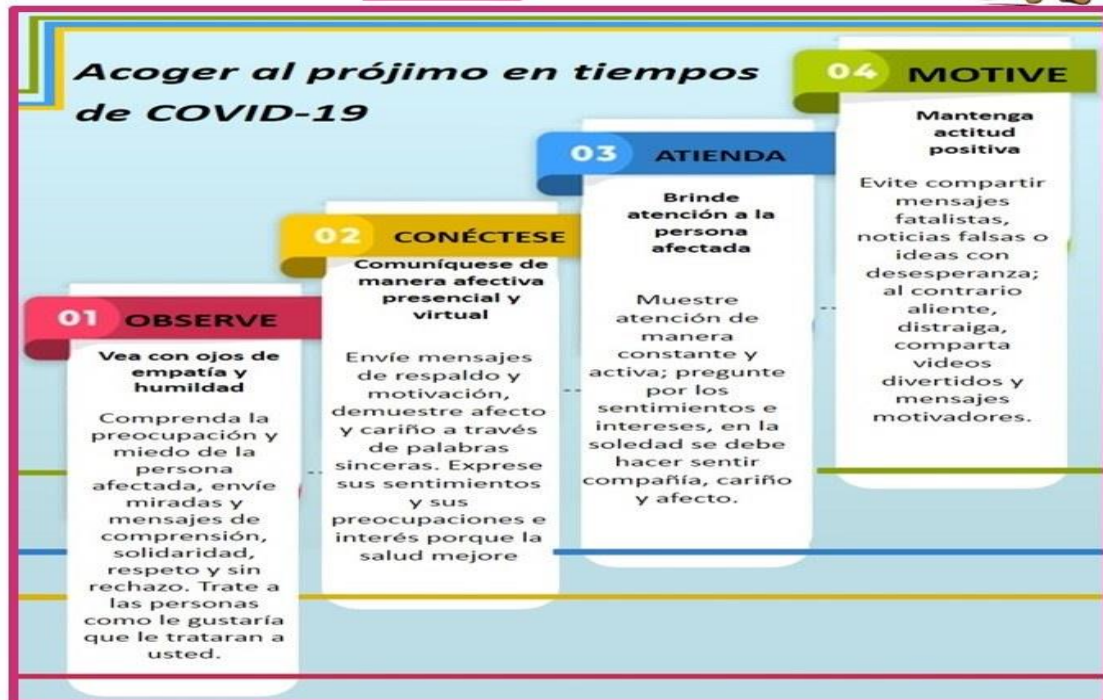 Acoger al prójimo en tiempos
de COVID-19
01 OBSERVE
Vea con ojos de
empatía y
humildad
Comprenda la
preocupación y
miedo de la
persona
afectada, envíe
miradas y
mensajes de
comprensión,
solidaridad,
respeto y sin
rechazo. Trate a
las personas
como le gustaría
que le trataran a
usted.
02 CONÉCTESE
Comuníquese de
manera afectiva
presencial y
virtual
Envíe mensajes
de respaldo y
motivación,
demuestre afecto
y cariño a través
de palabras
sinceras. Exprese
sus sentimientos
y sus
preocupaciones e
interés porque la
salud mejore
03 ATIENDA
Brinde
atención a la
persona
afectada
Muestre
atención de
manera
constante y
activa; pregunte
por los
sentimientos e
intereses, en la
soledad se debe
hacer sentir
compañía, cariño
y afecto.
04 MOTIVE
Mantenga
actitud
positiva
Evite compartir
mensajes
fatalistas,
noticias falsas o
ideas con
desesperanza;
al contrario
aliente,
distraiga,
comparta
videos
divertidos y
mensajes
motivadores.